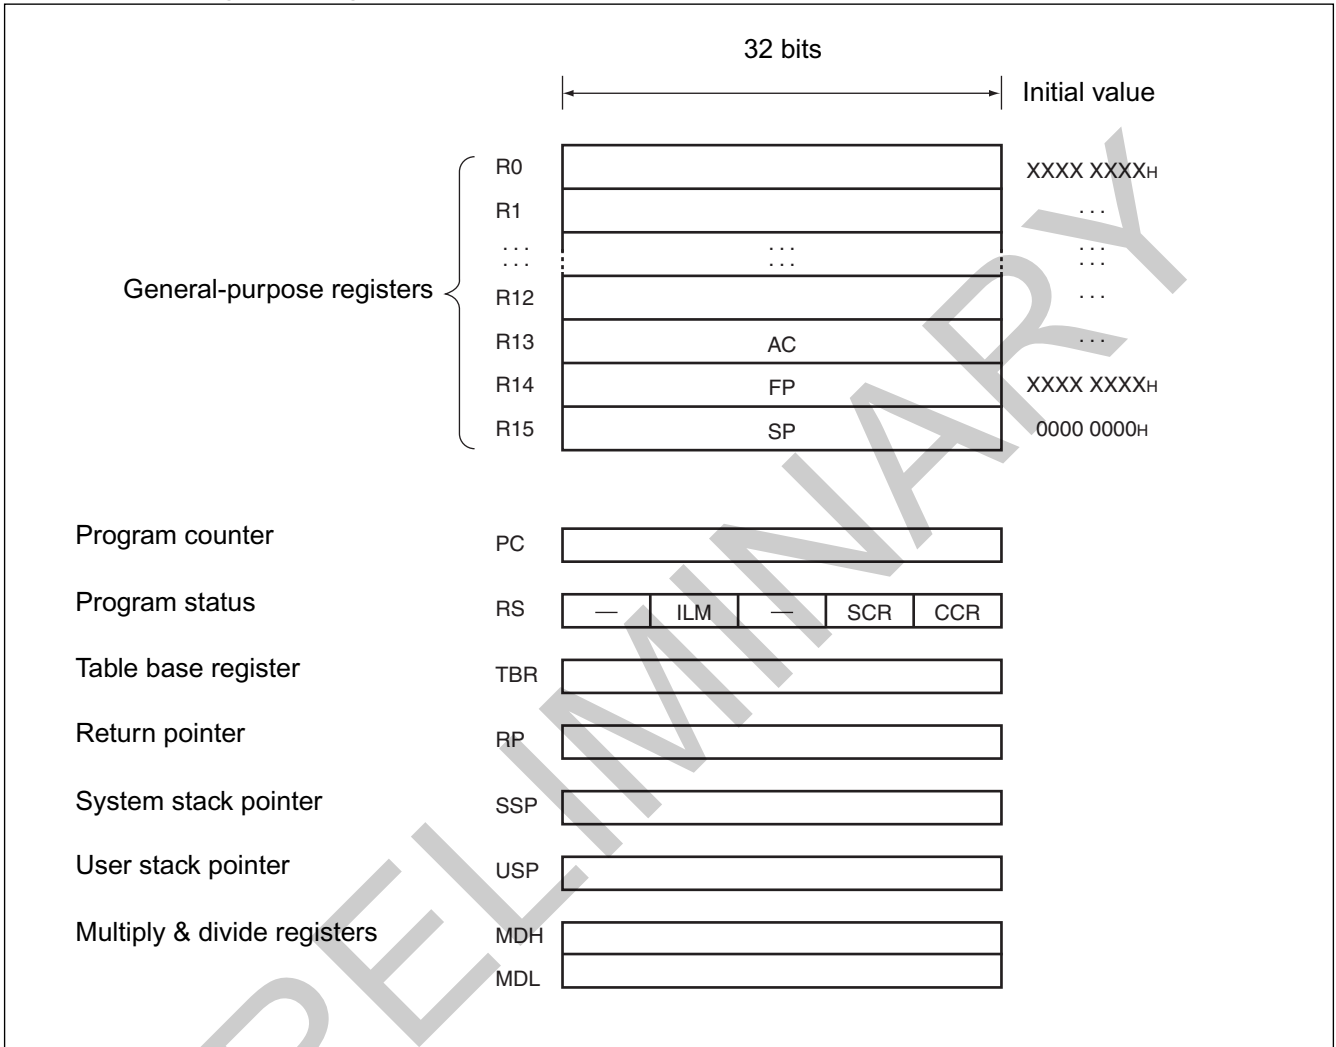 32 bits
Initial value
R0 XXXX XXXXH
R1 ...
... ... ...
... ... ...
General-purpose registers
R12 ...
R13 AC ...
R14 FP XXXX XXXXH
R15 SP 0000 0000H
Program counter PC
Program status RS — ILM — SCR CCR
Table base register TBR
Return pointer RP
System stack pointer SSP
User stack pointer USP
Multiply & divide registers MDH
MDL
PELIMINARY